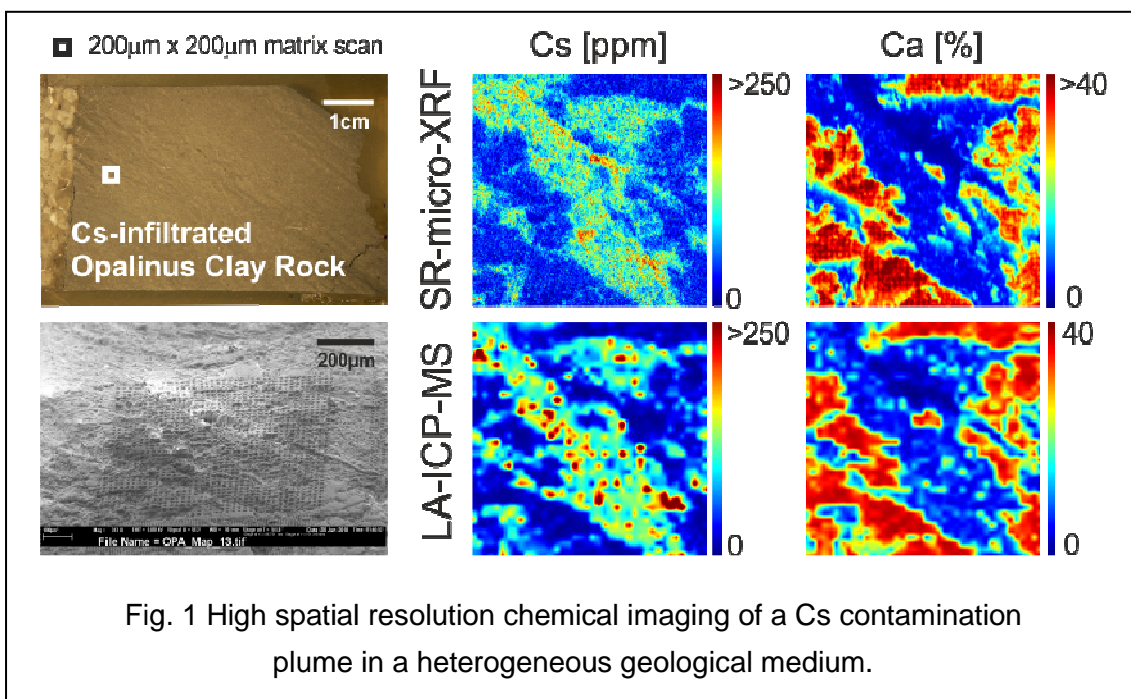 200µm x 200µm matrix scan
Cs [ppm]
Ca [%]
1cm
Cs-infiltrated
Opalinus Clay Rock
SR-micro-XRF
>250
0
>40
0
200µm
File Name = OPA_Map_13.tif
LA-ICP-MS
>250
0
40
0
Fig. 1 High spatial resolution chemical imaging of a Cs contamination
plume in a heterogeneous geological medium.